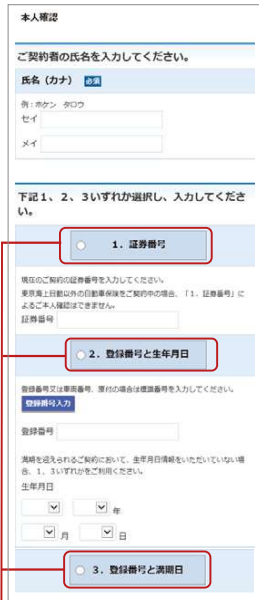 本人確認
ご契約者の氏名を入力してください。
氏名（カナ） 必須
例：ホケン タロウ
セイ
メイ
下記１、２、３いずれか選択し、入力してくださ
い。
１．証券番号
現在のご契約の証券番号を入力してください。
東京海上日動以外の自動車保険をご契約中の場合、「１．証券番号」に
よるご本人確認はできません。
証券番号
２．登録番号と生年月日
登録番号又は車両番号、原付の場合は標識番号を入力してください。
登録番号入力
登録番号
満期を迎えられるご契約において、生年月日情報をいただいていない場
合、１、３いずれかをご利用ください。
生年月日
年
月 日
３．登録番号と満期日